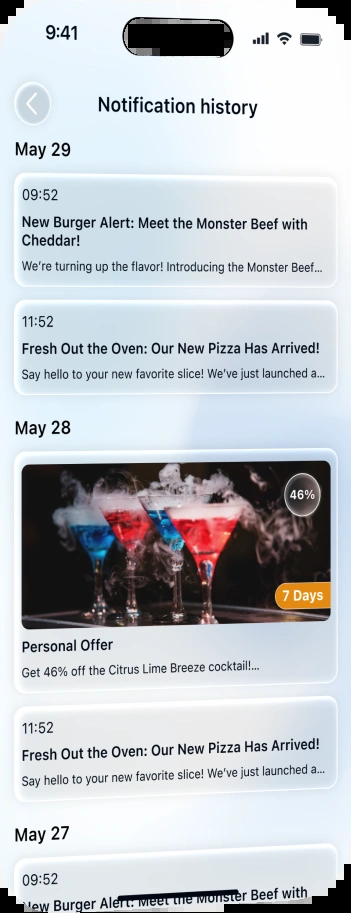 9:41
Notification history
May 29
09:52
New Burger Alert: Meet the Monster Beef with
Cheddar!
We're turning up the flavor! Introducing the Monster Beef...
11:52
Fresh Out the Oven: Our New Pizza Has Arrived!
Say hello to your new favorite slice! We've just launched a...
May 28
46%
7 Days
Personal Offer
Get 46% off the Citrus Lime Breeze cocktail!...
11:52
Fresh Out the Oven: Our New Pizza Has Arrived!
Say hello to your new favorite slice! We've just launched a...
May 27
09:52
New Burger Alert: Meet the Monster Beef with